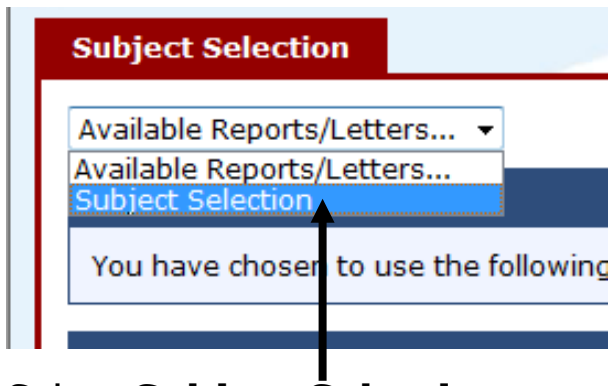 Subject Selection
Available Reports/Letters...
Available Reports/Letters...
Subject Selection
You have chosen to use the following